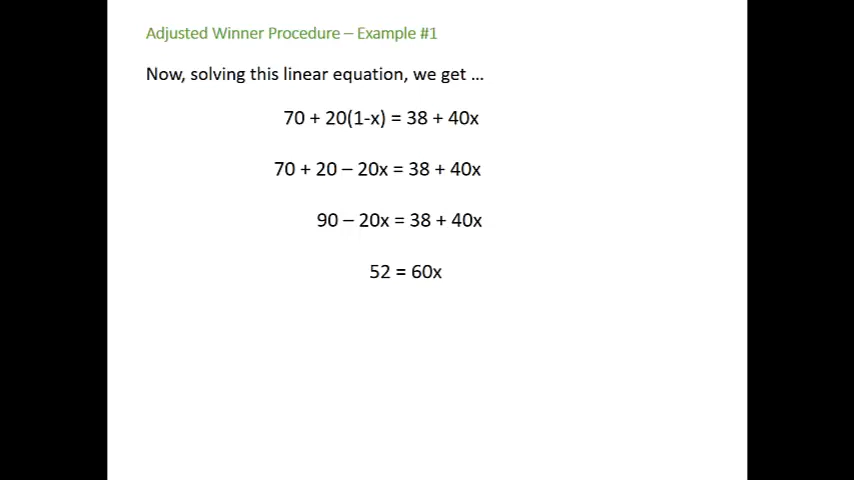 Adjusted Winner Procedure – Example #1
Now, solving this linear equation, we get …
70 + 20(1-x) = 38 + 40x
70 + 20 – 20x = 38 + 40x
90 – 20x = 38 + 40x
52 = 60x